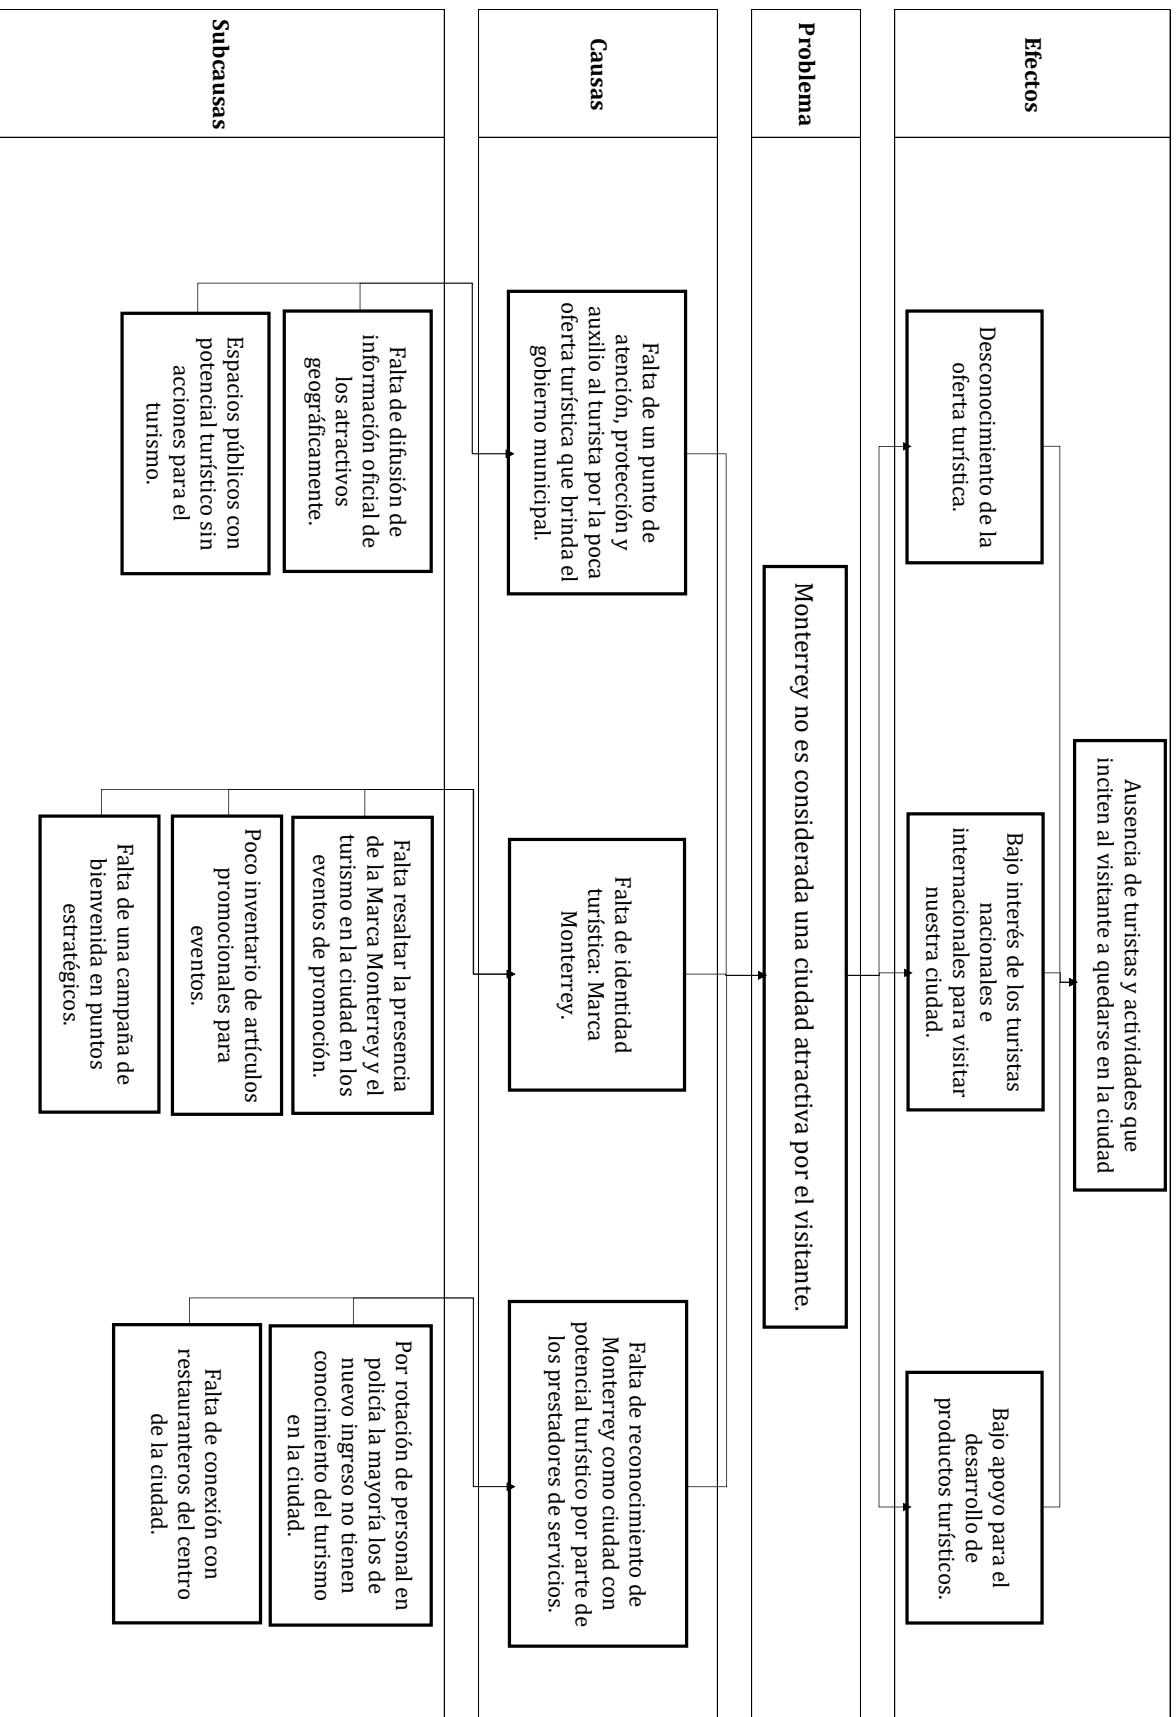 Efectos
Ausencia de turistas y actividades que
inciten al visitante a quedarse en la ciudad
Desconocimiento de la
oferta turística.
Bajo interés de los turistas
nacionales e
internacionales para visitar
nuestra ciudad.
Bajo apoyo para el
desarrollo de
productos turísticos.
Problema
Monterrey no es considerada una ciudad atractiva por el visitante.
Causas
Falta de un punto de
atención, protección y
auxilio al turista por la poca
oferta turística que brinda el
gobierno municipal.
Falta de identidad
turística: Marca
Monterrey.
Falta de reconocimiento de
Monterrey como ciudad con
potencial turístico por parte de
los prestadores de servicios.
Subcausas
Falta de difusión de
información oficial de
los atractivos
geográficamente.
Espacios públicos con
potencial turístico sin
acciones para el
turismo.
Falta resaltar la presencia
de la Marca Monterrey y el
turismo en la ciudad en los
eventos de promoción.
Poco inventario de artículos
promocionales para
eventos.
Falta de una campaña de
bienvenida en puntos
estratégicos.
Por rotación de personal en
policía la mayoría los de
nuevo ingreso no tienen
conocimiento del turismo
en la ciudad.
Falta de conexión con
restauranteros del centro
de la ciudad.